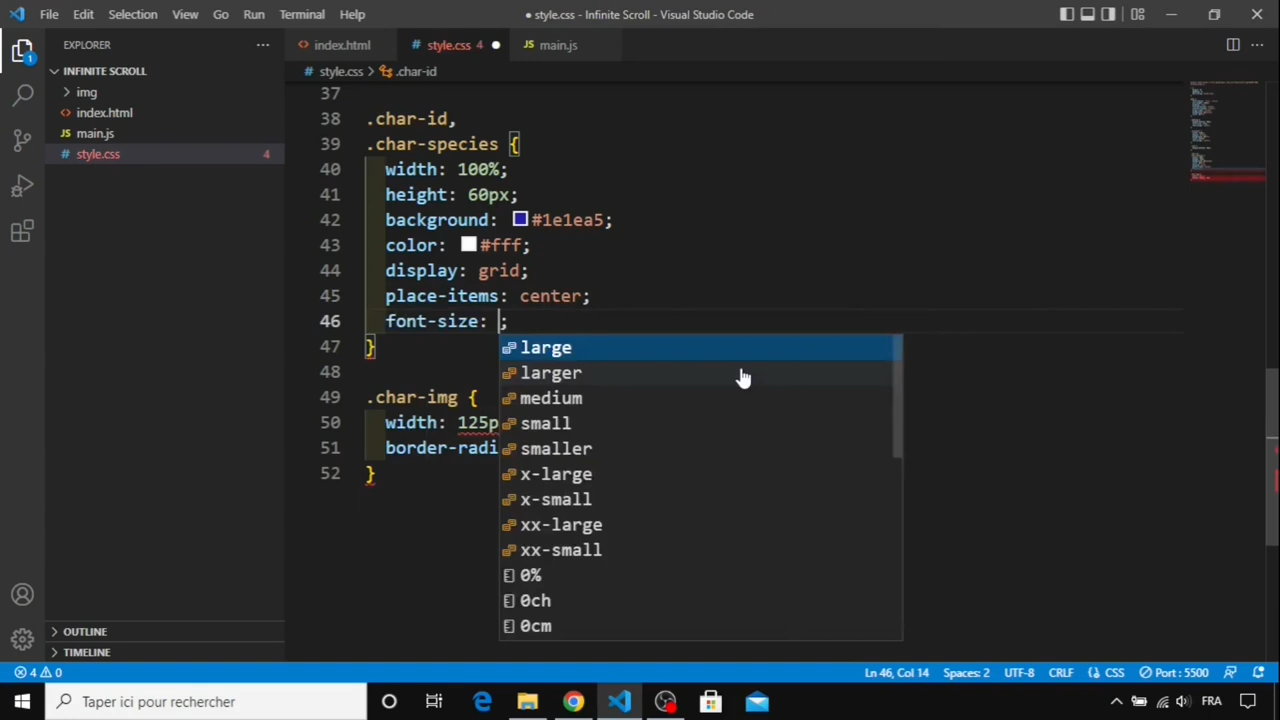 File Edit Selection View Go Run Terminal Help
● style.css - Infinite Scroll - Visual Studio Code
EXPLORER
index.html
# style.css 4
JS main.js
INFINITE SCROLL
# style.css > .char-id
img
index.html
JS main.js
# style.css 4
1
37
38 .char-id,
39 .char-species {
40 width: 100%;
41 height: 60px;
42 background: #1e1ea5;
43 color: #fff;
44 display: grid;
45 place-items: center;
46 font-size: ;
47 }
48
49 .char-img {
50 width: 125p
51 border-radi
52 }
large
larger
medium
small
smaller
x-large
x-small
xx-large
xx-small
0%
0ch
0cm
OUTLINE
TIMELINE
4 0
Ln 46, Col 14 Spaces: 2 UTF-8 CRLF CSS Port : 5500
Taper ici pour rechercher
FRA